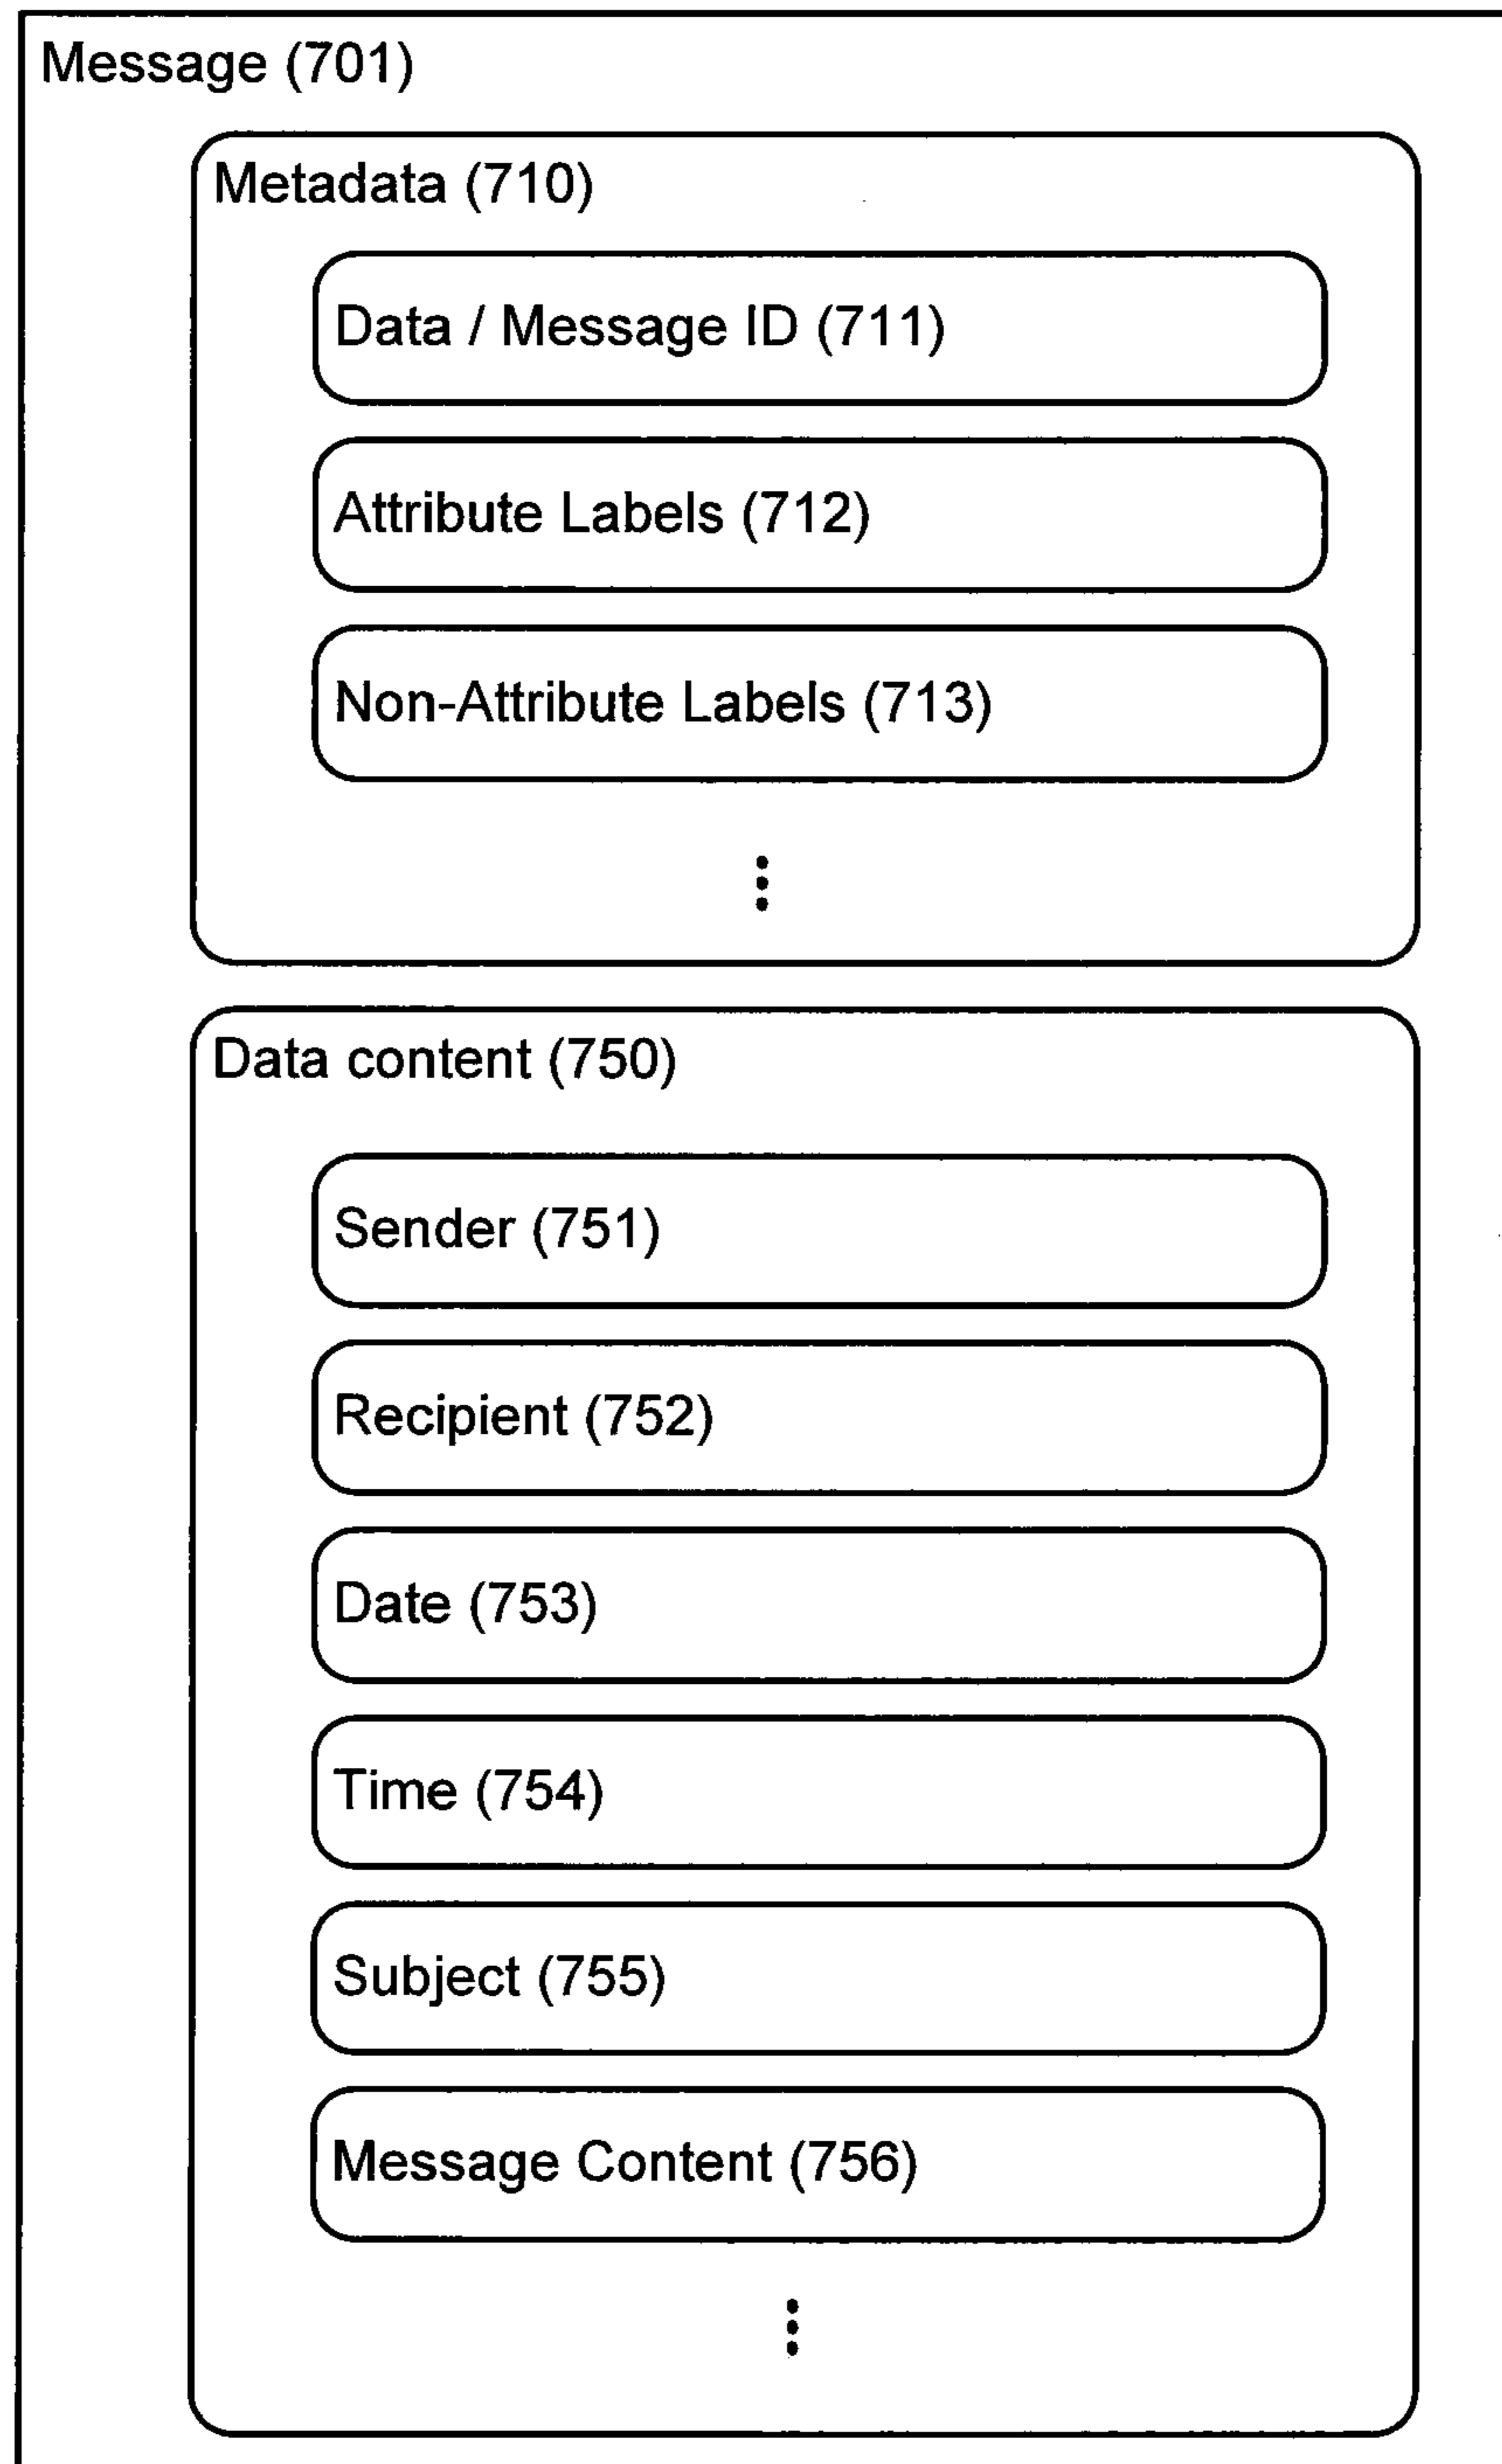 Message (701)
Metadata (710)
Data / Message ID (711)
Attribute Labels (712)
Non-Attribute Labels (713)
Data content (750)
Sender (751)
Recipient (752)
Date (753)
Time (754)
Subject (755)
Message Content (756)